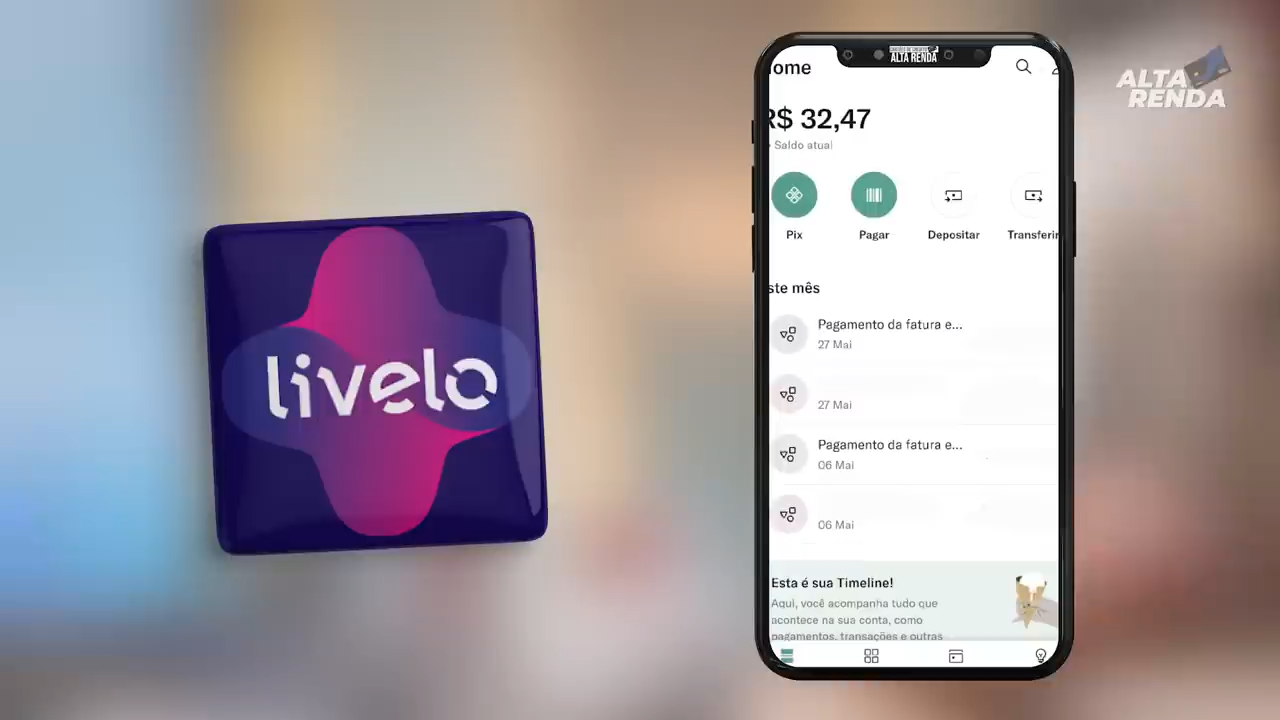 livelo
ALTA RENDA
ome
R$ 32,47
Saldo atual
Pix
Pagar
Depositar
Transferir
ste mês
Pagamento da fatura e...
27 Mai
27 Mai
Pagamento da fatura e...
06 Mai
06 Mai
Esta é sua Timeline!
Aqui, você acompanha tudo que
acontece na sua conta, como
pagamentos, transações e outras
ALTA
RENDA